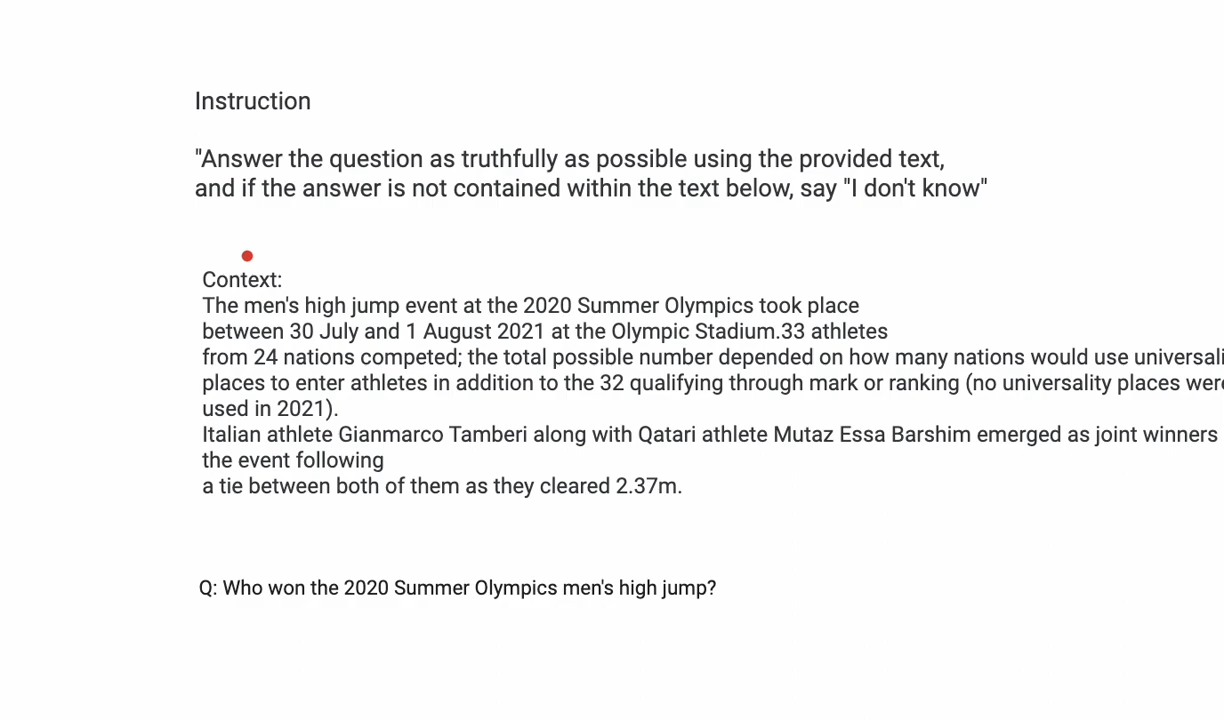 Instruction
"Answer the question as truthfully as possible using the provided text,
and if the answer is not contained within the text below, say "I don't know"
Context:
The men's high jump event at the 2020 Summer Olympics took place
between 30 July and 1 August 2021 at the Olympic Stadium.33 athletes
from 24 nations competed; the total possible number depended on how many nations would use universali
places to enter athletes in addition to the 32 qualifying through mark or ranking (no universality places were
used in 2021).
Italian athlete Gianmarco Tamberi along with Qatari athlete Mutaz Essa Barshim emerged as joint winners
the event following
a tie between both of them as they cleared 2.37m.
Q: Who won the 2020 Summer Olympics men's high jump?